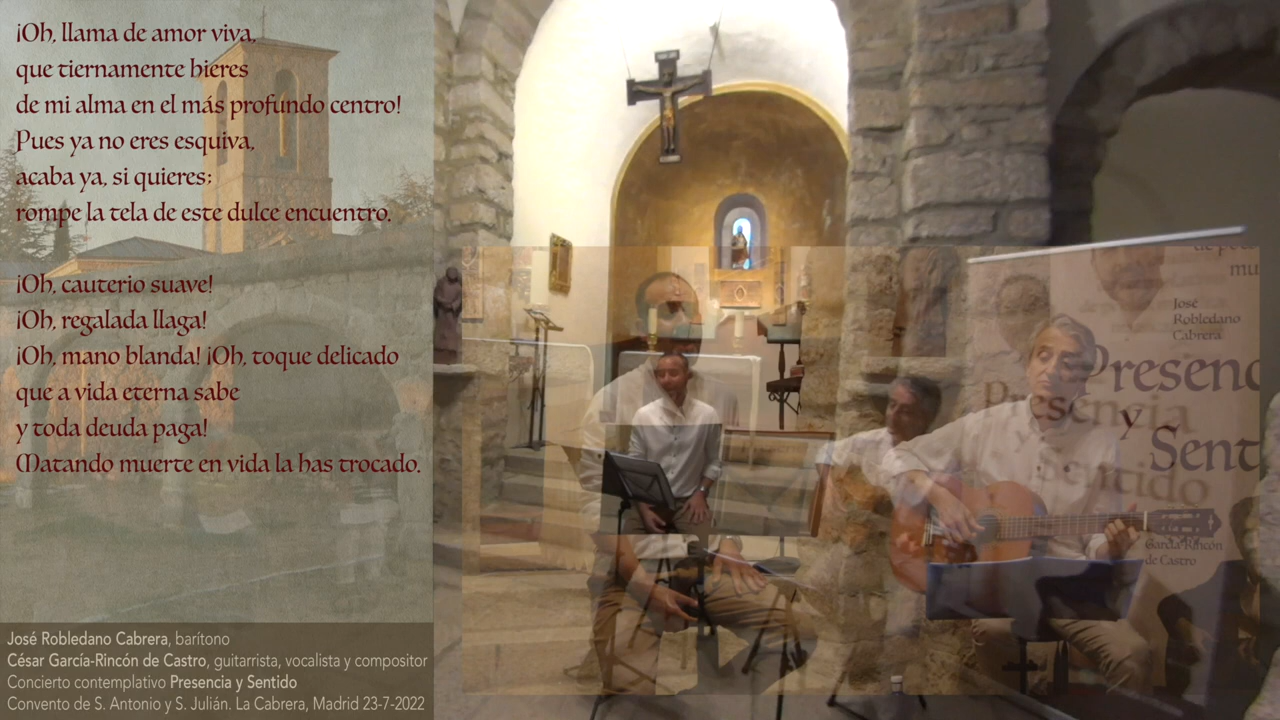 ¡Oh, llama de amor viva,
que tiernamente hieres
de mi alma en el más profundo centro!
Pues ya no eres esquiva,
acaba ya, si quieres;
rompe la tela de este dulce encuentro.
¡Oh, cauterio suave!
¡Oh, regalada llaga!
¡Oh, mano blanda! ¡Oh, toque delicado
que a vida eterna sabe
y toda deuda paga!
Matando muerte en vida la has trocado.
José Robledano Cabrera, barítono
César García-Rincón de Castro, guitarrista, vocalista y compositor
Concierto contemplativo Presencia y Sentido
Convento de S. Antonio y S. Julián. La Cabrera, Madrid 23-7-2022
mu
José
Robledano
Cabrera
Presenc
y
Sent
Presencia
Sentido
García-Rincón
de Castro